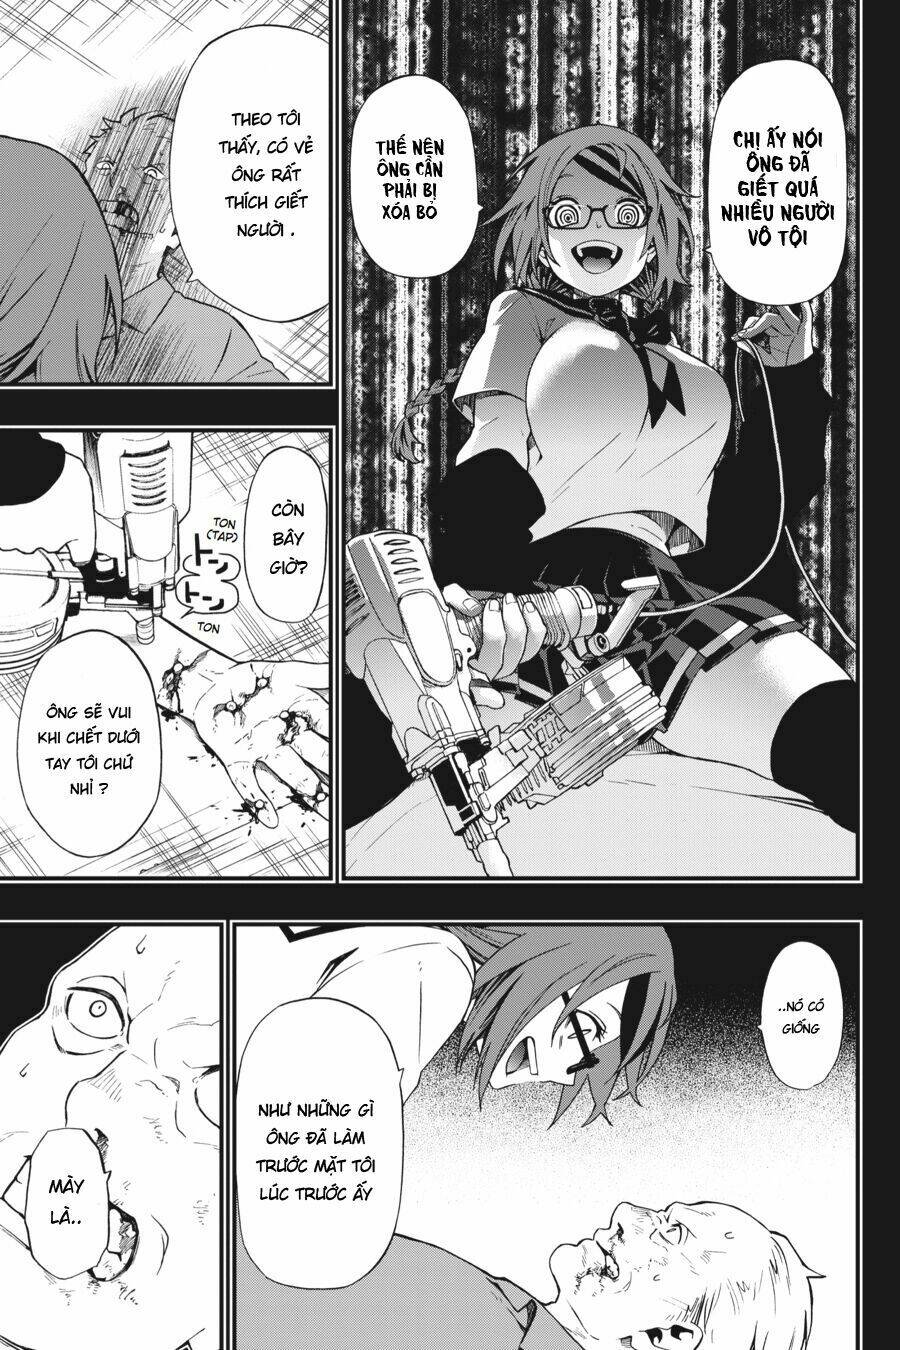 CHỊ ẤY NÓI
ÔNG ĐÃ
GIẾT QUÁ
NHIỀU NGƯỜI
VÔ TỘI
THẾ NÊN
ÔNG CẦN
PHẢI BỊ
XÓA BỎ
THEO TÔI
THẤY, CÓ VẺ
ÔNG RẤT
THÍCH GIẾT
NGƯỜI .
CÒN
BÂY
GIỜ?
TON
(TAP)
トン
トン
TON
ÔNG SẼ VUI
KHI CHẾT DƯỚI
TAY TÔI CHỨ
NHỈ ?
..NÓ CÓ
GIỐNG
NHƯ NHỮNG GÌ
ÔNG ĐÃ LÀM
TRƯỚC MẶT TÔI
LÚC TRƯỚC ẤY
MÀY
LÀ..